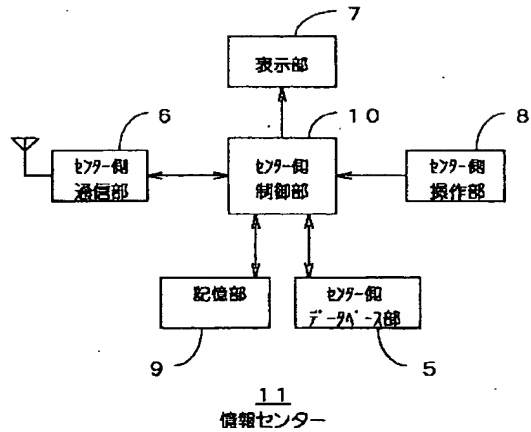 7
表示部
6
10
8
ｾﾝﾀｰ側
通信部
ｾﾝﾀｰ側
制御部
ｾﾝﾀｰ側
操作部
記憶部
ｾﾝﾀｰ側
ﾃﾞｰﾀﾍﾞｰｽ部
9
5
11
情報センター